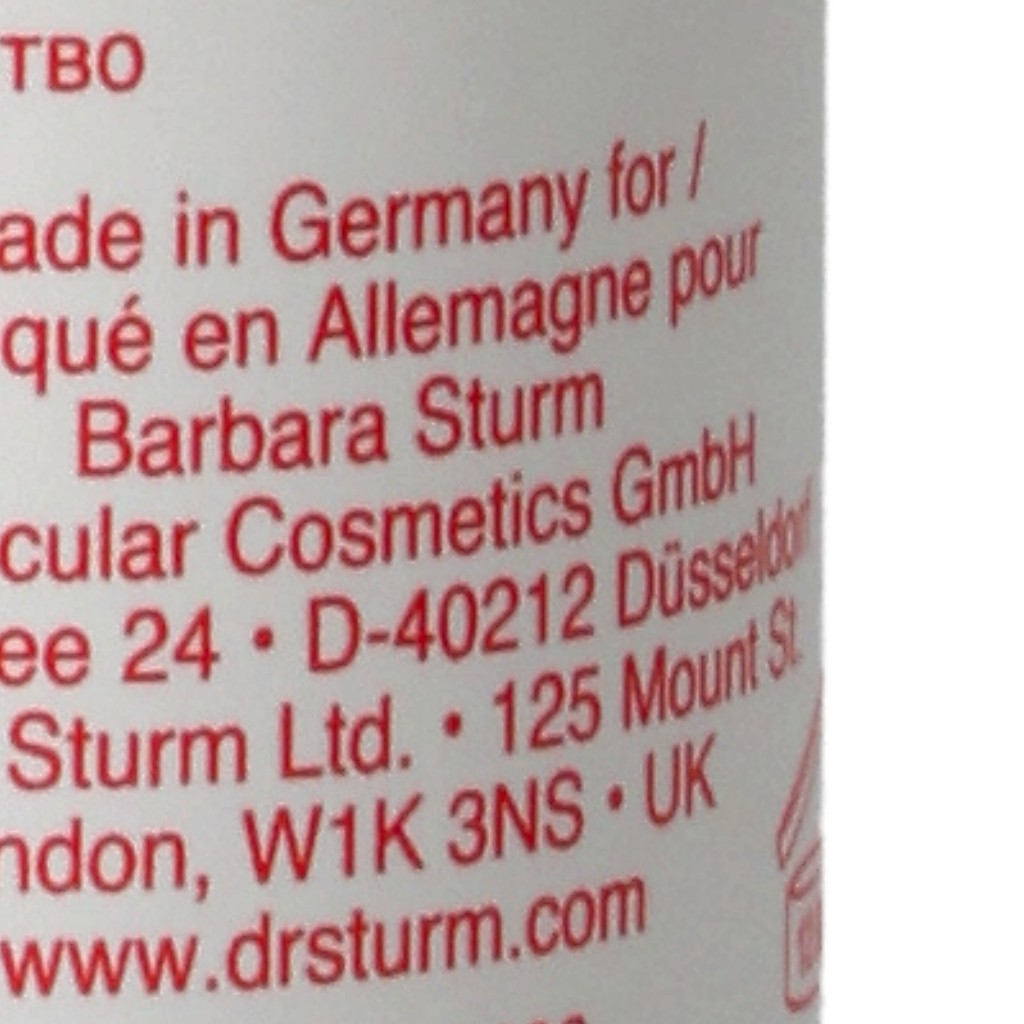 TBO
ade in Germany for /
qué en Allemagne pour
Barbara Sturm
cular Cosmetics GmbH
ee 24 • D-40212 Düsseldorf
Sturm Ltd. • 125 Mount St.
ndon, W1K 3NS • UK
www.drsturm.com